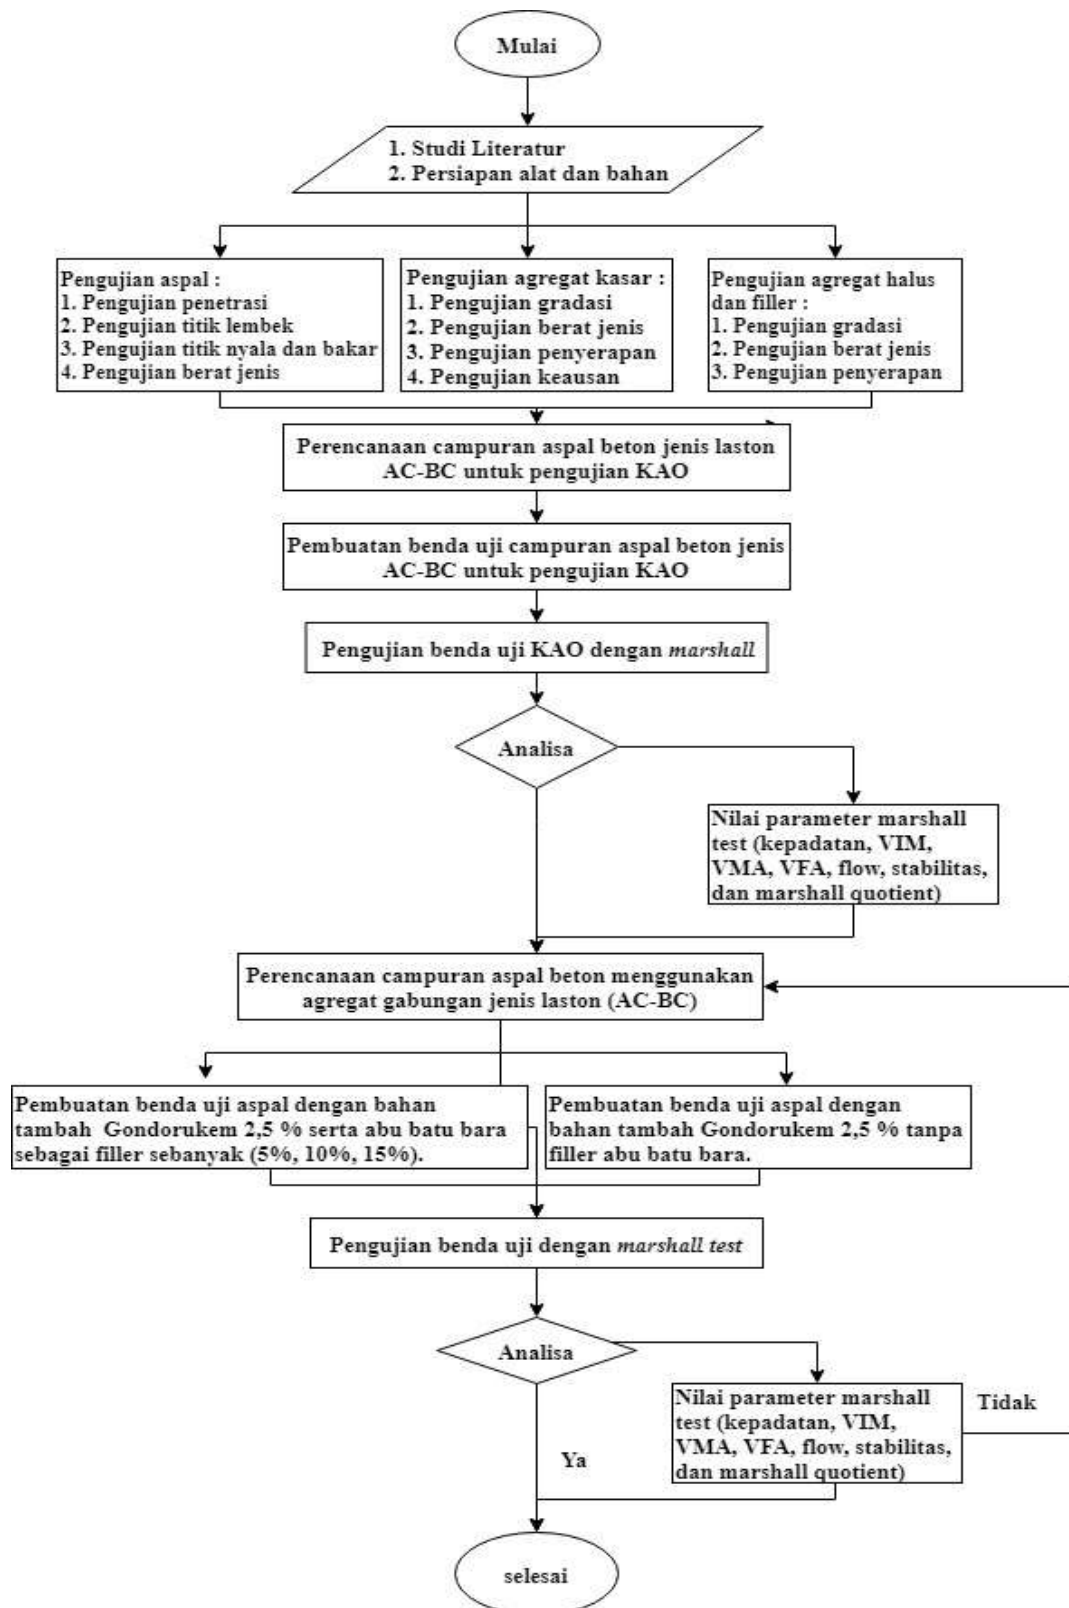 Mulai
1. Studi Literatur
2. Persiapan alat dan bahan
Pengujian aspal :
1. Pengujian penetrasi
2. Pengujian titik lembek
3. Pengujian titik nyala dan bakar
4. Pengujian berat jenis
Pengujian agregat kasar :
1. Pengujian gradasi
2. Pengujian berat jenis
3. Pengujian penyerapan
4. Pengujian keausan
Pengujian agregat halus
dan filler :
1. Pengujian gradasi
2. Pengujian berat jenis
3. Pengujian penyerapan
Perencanaan campuran aspal beton jenis laston
AC-BC untuk pengujian KAO
Pembuatan benda uji campuran aspal beton jenis
AC-BC untuk pengujian KAO
Pengujian benda uji KAO dengan marshall
Analisa
Nilai parameter marshall
test (kepadatan, VIM,
VMA, VFA, flow, stabilitas,
dan marshall quotient)
Perencanaan campuran aspal beton menggunakan
agregat gabungan jenis laston (AC-BC)
Pembuatan benda uji aspal dengan bahan
tambah Gondorukem 2,5 % serta abu batu bara
sebagai filler sebanyak (5%, 10%, 15%).
Pembuatan benda uji aspal dengan
bahan tambah Gondorukem 2,5 % tanpa
filler abu batu bara.
Pengujian benda uji dengan marshall test
Analisa
Nilai parameter marshall
test (kepadatan, VIM,
VMA, VFA, flow, stabilitas,
dan marshall quotient)
Tidak
Ya
selesai